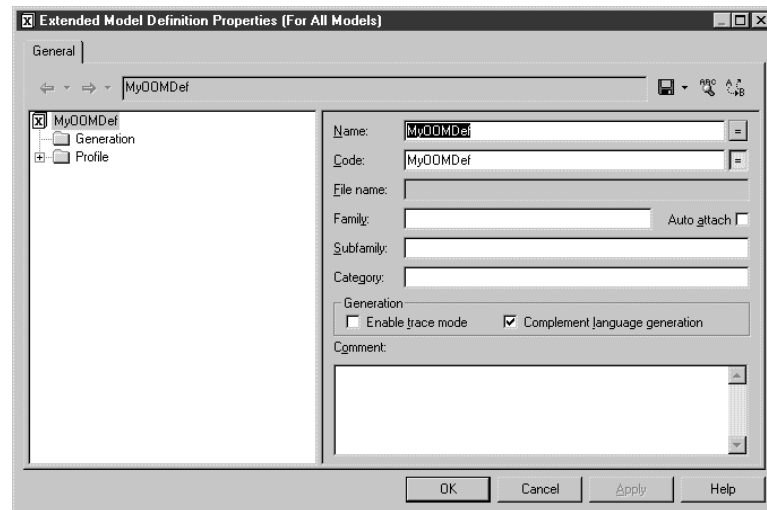 Extended Model Definition Properties (For All Models)
General
MyOOMDef
MyOOMDef
Generation
Profile
Name: MyOOMDef =
Code: MyOOMDef =
File name:
Family: Auto attach
Subfamily:
Category:
Generation
Enable trace mode Complement language generation
Comment:
OK Cancel Apply Help